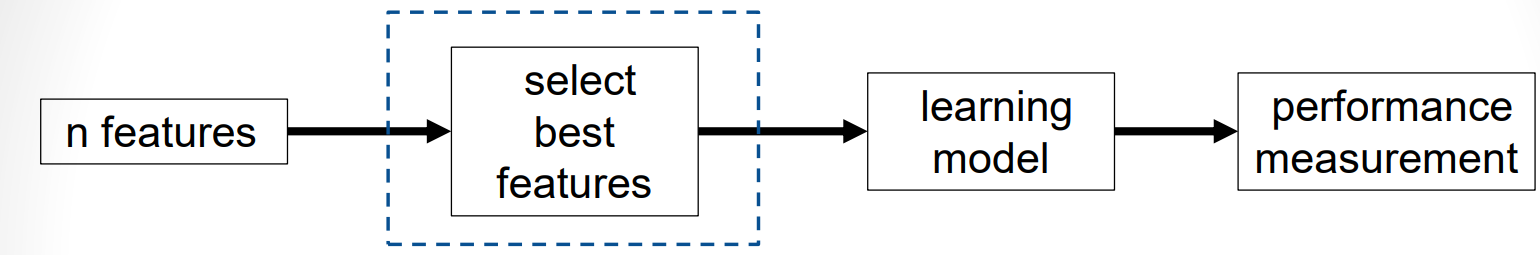 n features
select
best
features
learning
model
performance
measurement